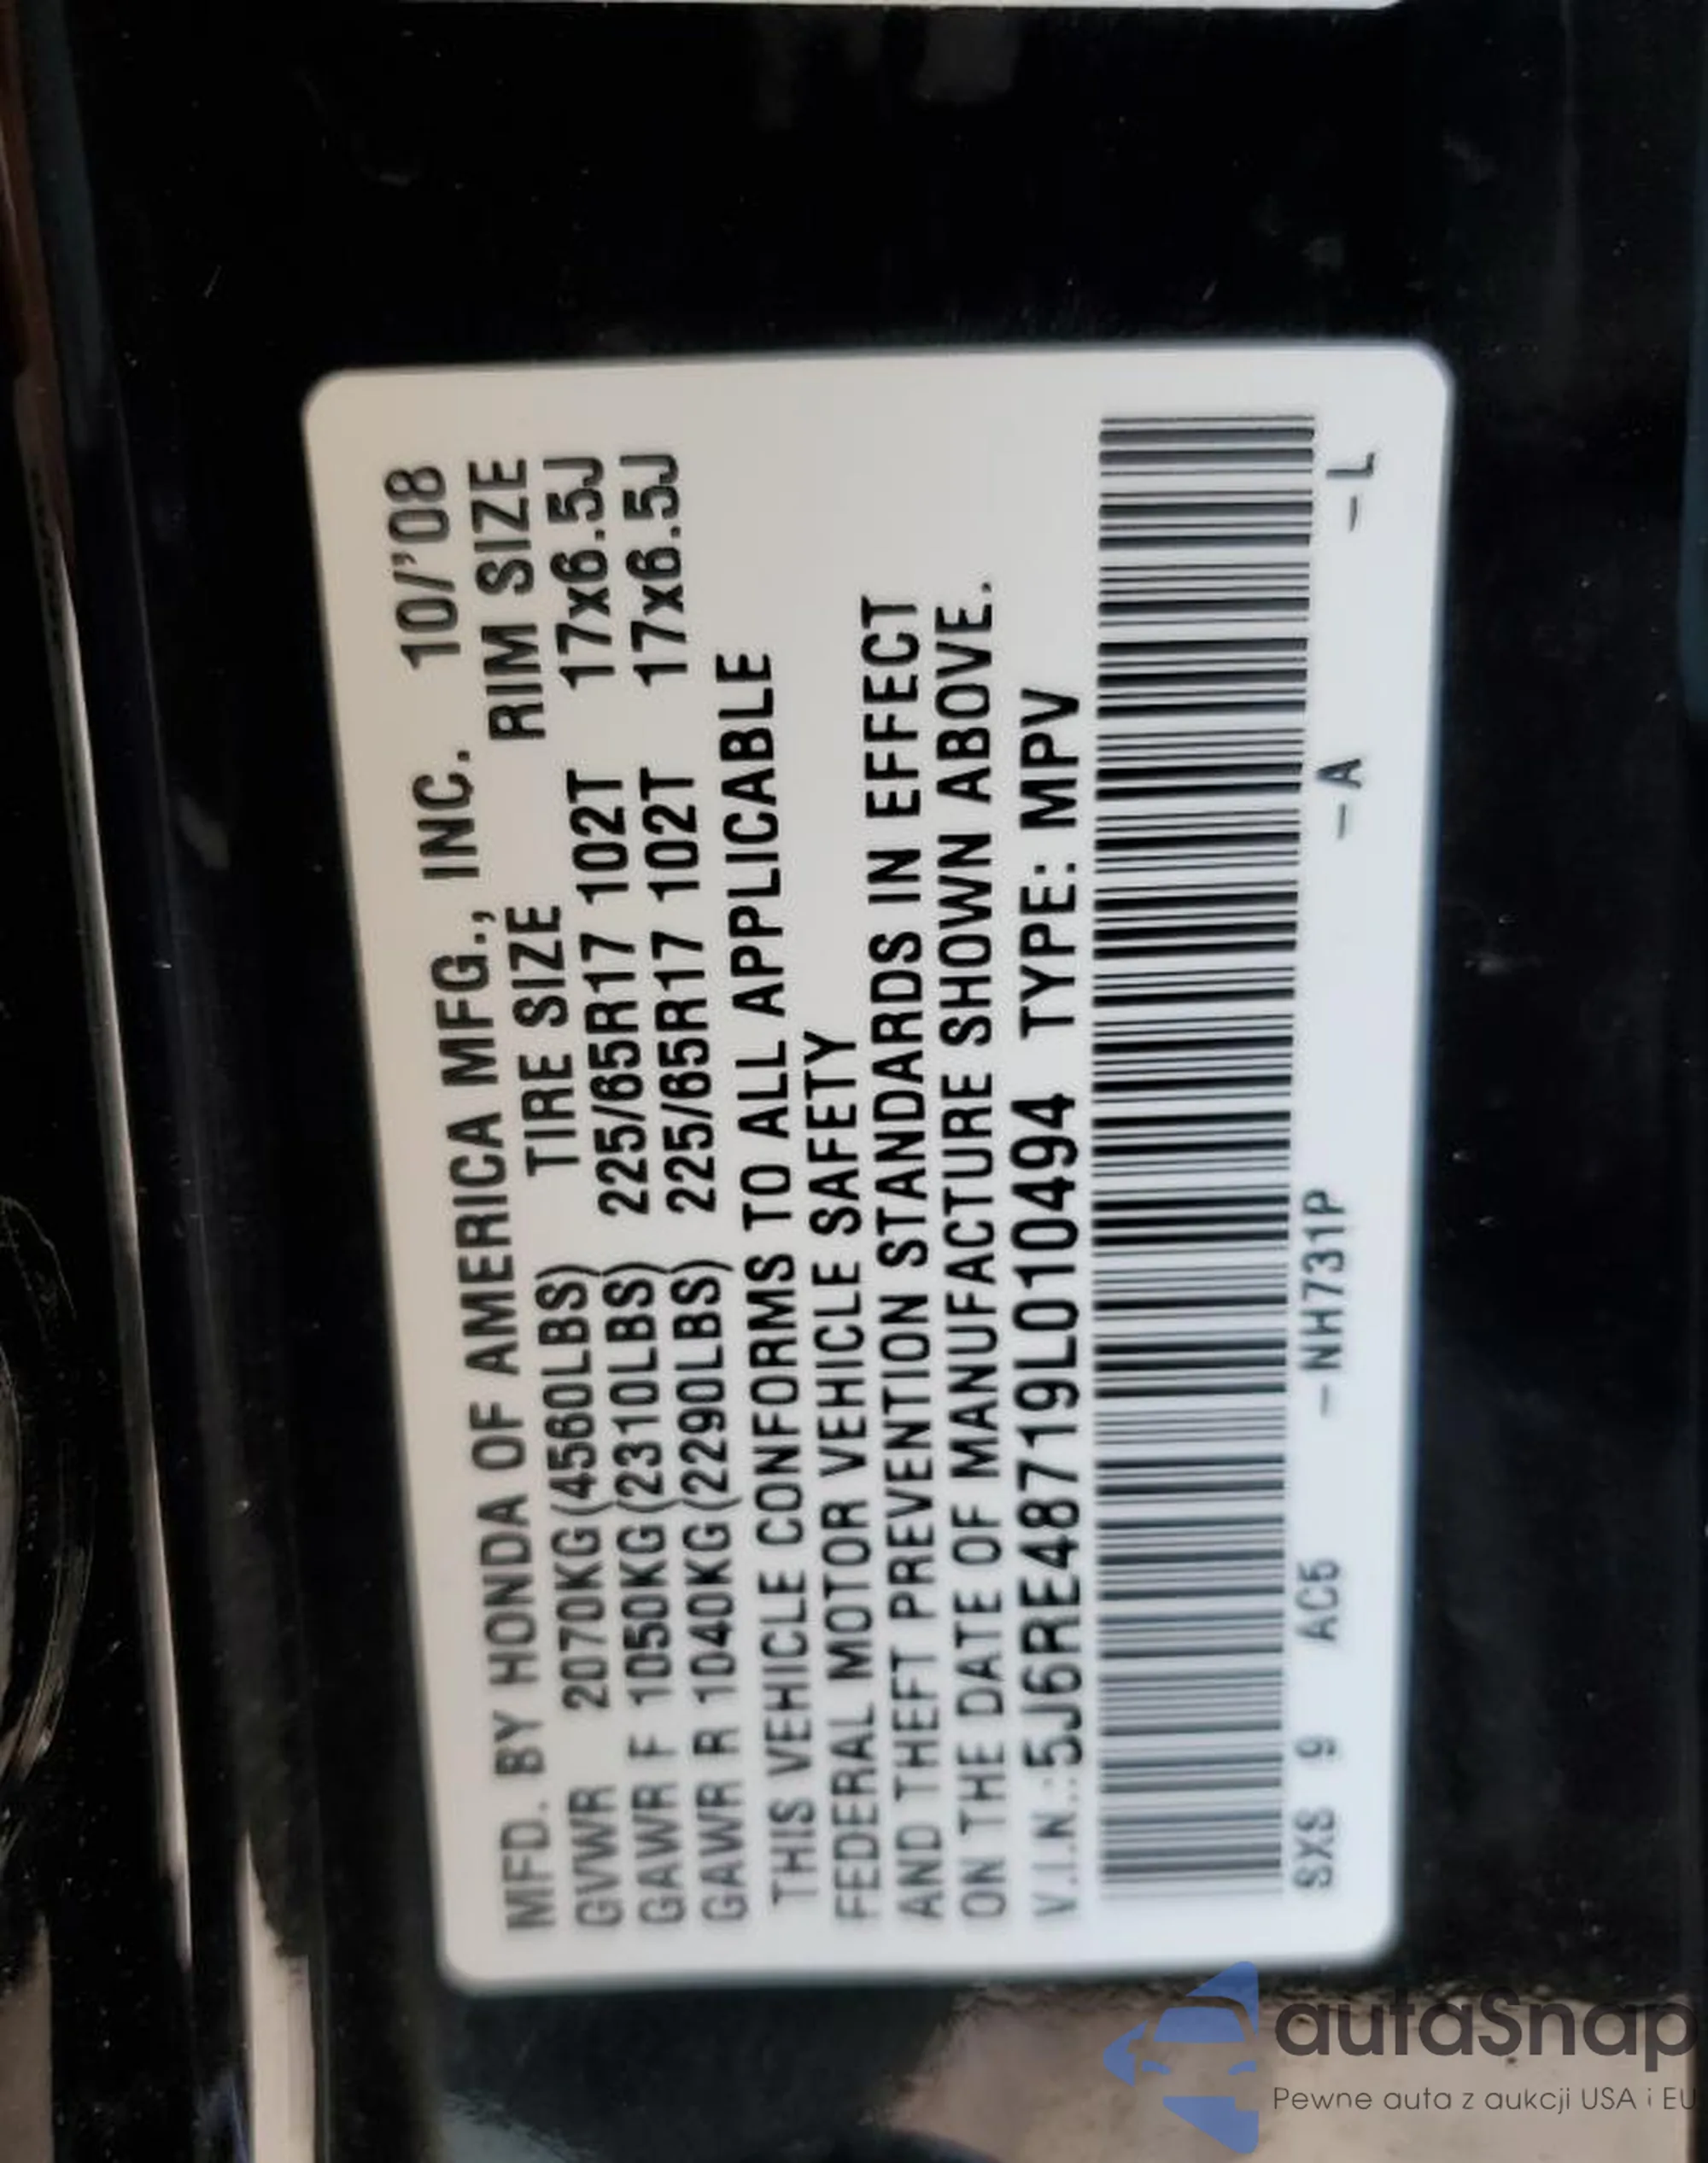 MFD. BY HONDA OF AMERICA MFG., INC. 10/'08
TIRE SIZE RIM SIZE
GVWR 2070KG(4560LBS) 225/65R17 102T 17x6.5J
GAWR F 1050KG(2310LBS) 225/65R17 102T 17x6.5J
GAWR R 1040KG(2290LBS)
THIS VEHICLE CONFORMS TO ALL APPLICABLE
FEDERAL MOTOR VEHICLE SAFETY
AND THEFT PREVENTION STANDARDS IN EFFECT
ON THE DATE OF MANUFACTURE SHOWN ABOVE.
V.I.N.:5J6RE48719L010494 TYPE: MPV
SXS 9 AC5 -NH731P -A -L
autaSnap
Pewne auta z aukcji USA i EU